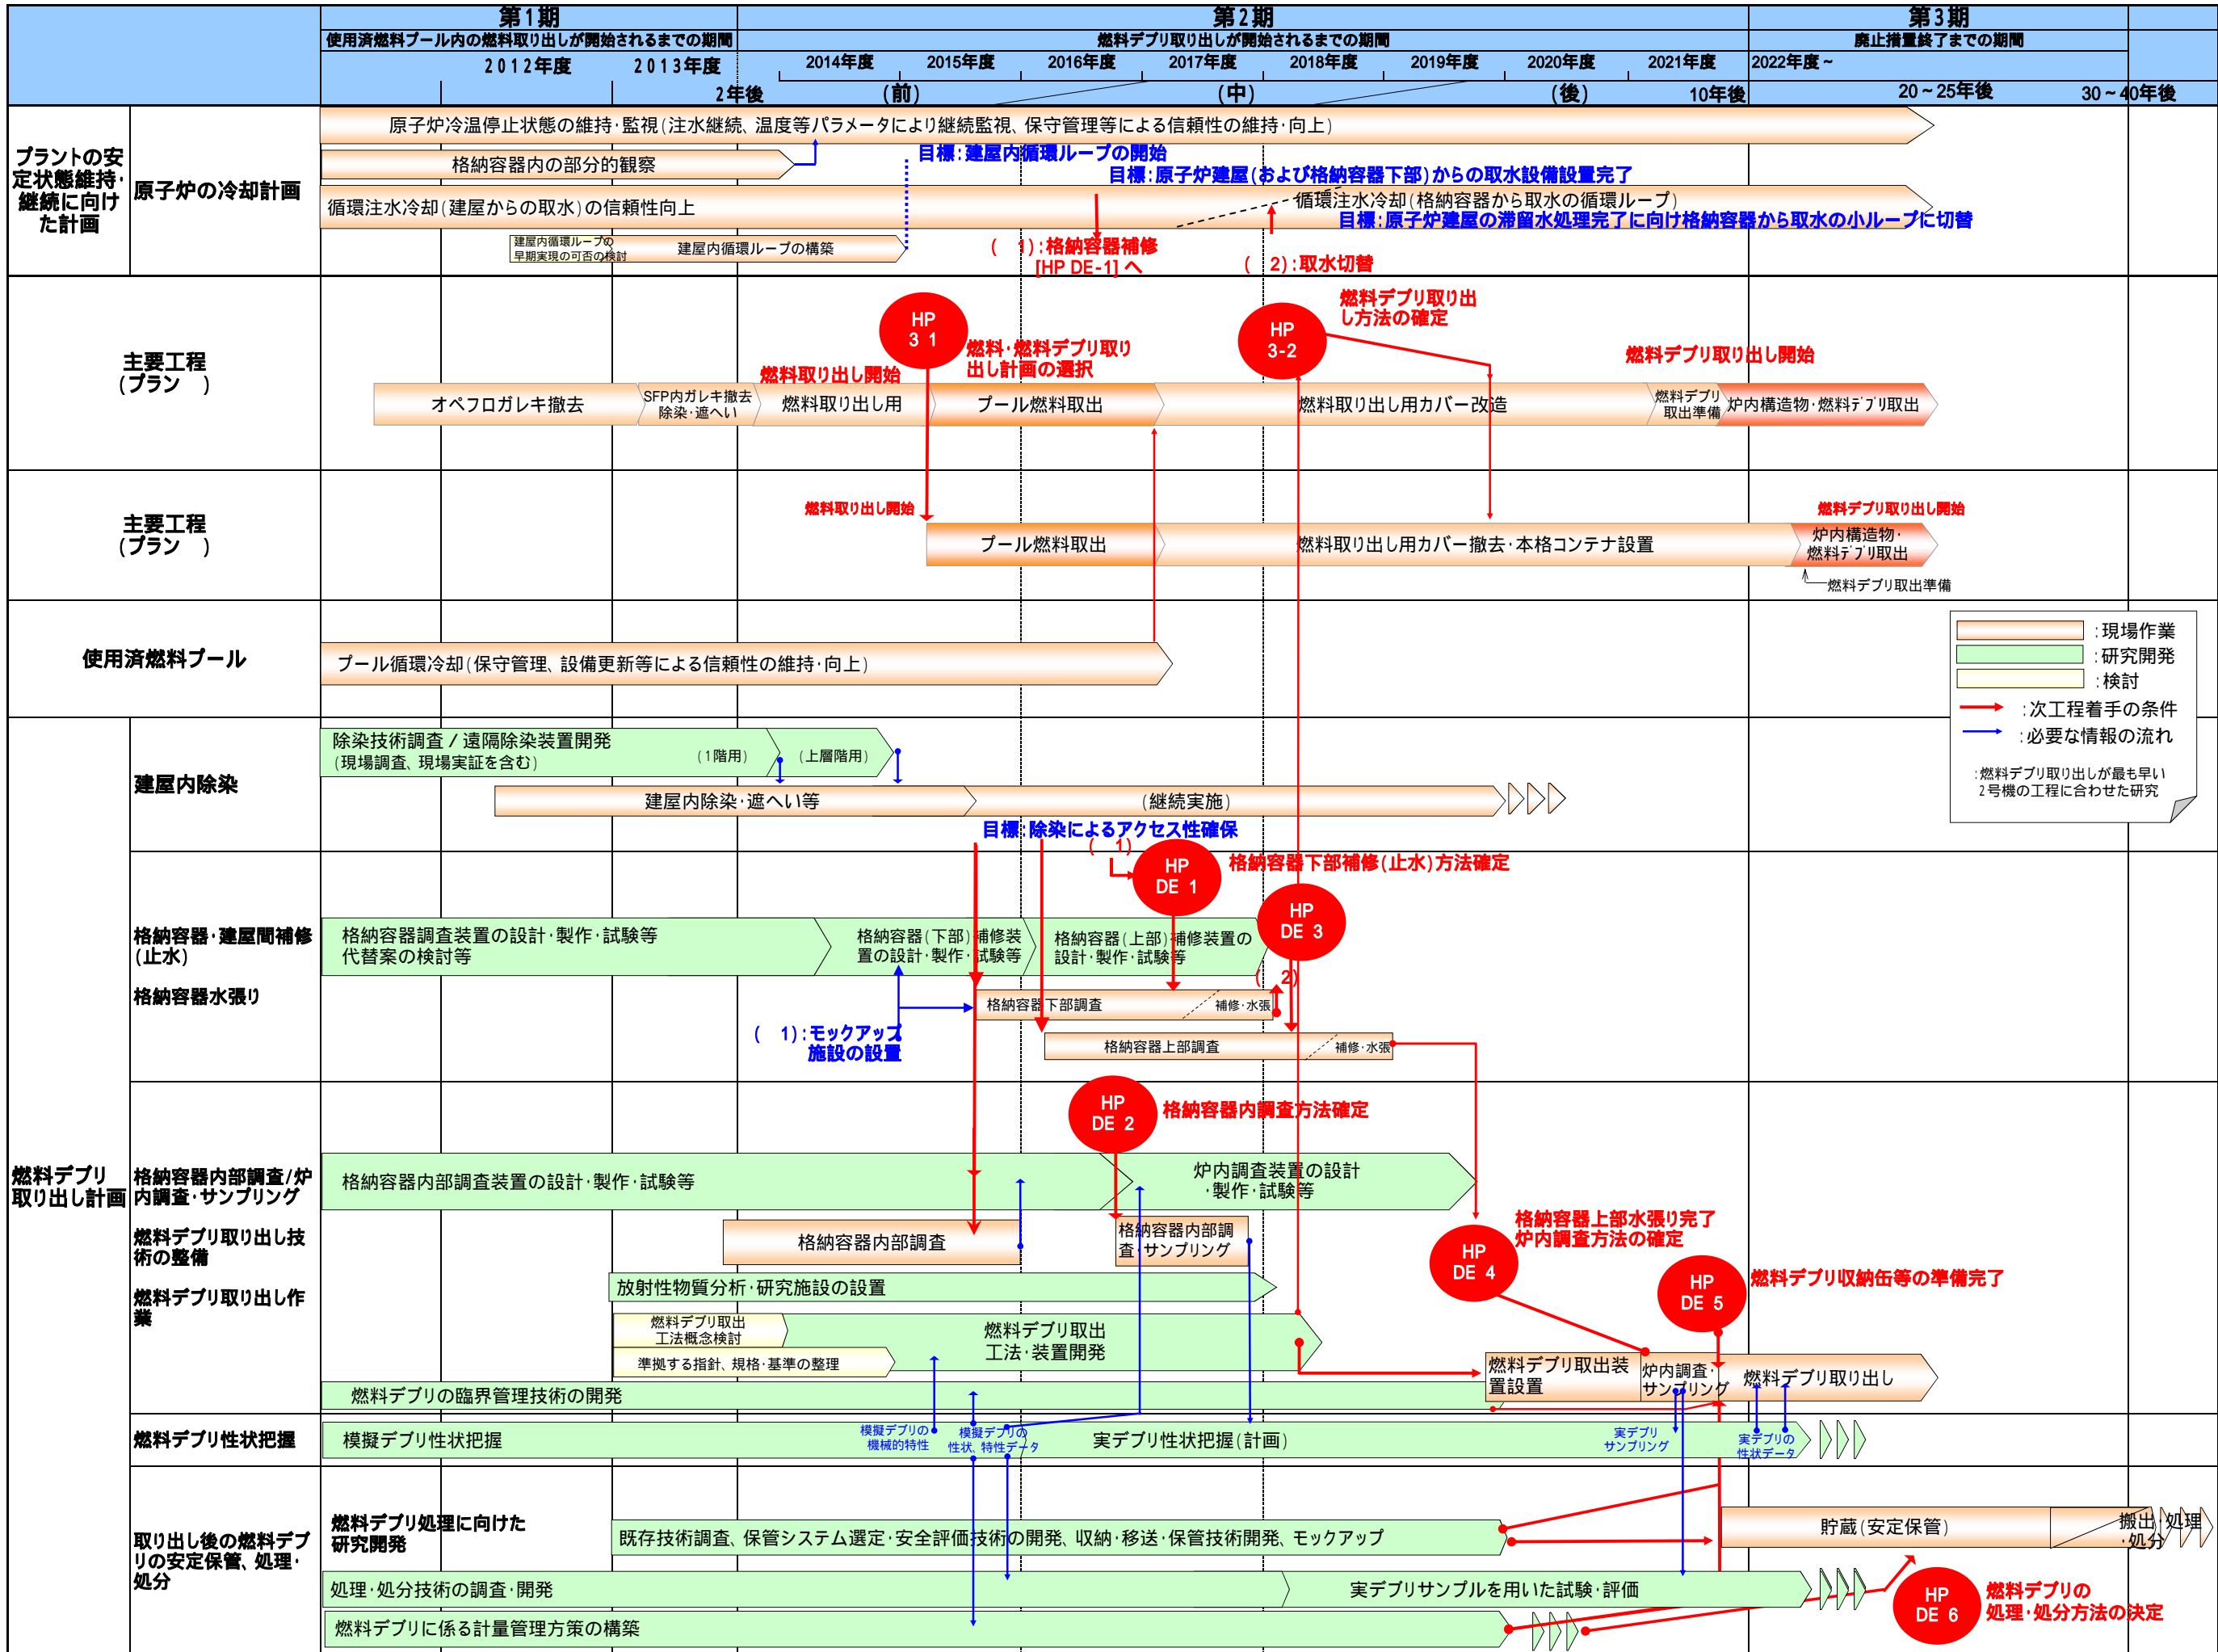 第1期
第2期
第3期
使用済燃料プール内の燃料取り出しが開始されるまでの期間
燃料デブリ取り出しが開始されるまでの期間
廃止措置終了までの期間
2012年度
2013年度
2014年度
2015年度
2016年度
2017年度
2018年度
2019年度
2020年度
2021年度
2022年度~
2年後
(前)
(中)
(後)
10年後
20~25年後
30~40年後
プラントの安
定状態維持・
継続に向け
た計画
原子炉の冷却計画
原子炉冷温停止状態の維持・監視(注水継続、温度等パラメータにより継続監視、保守管理等による信頼性の維持・向上)
格納容器内の部分的観察
目標:建屋内循環ループの開始
目標:原子炉建屋(および格納容器下部)からの取水設備設置完了
循環注水冷却(建屋からの取水)の信頼性向上
循環注水冷却(格納容器から取水の循環ループ)
目標:原子炉建屋の滞留水処理完了に向け格納容器から取水の小ループに切替
建屋内循環ループの
早期実現の可否の検討
建屋内循環ループの構築
( 1):格納容器補修
[HP DE-1] へ
( 2):取水切替
主要工程
(プラン )
HP
3 1
燃料・燃料デブリ取り
出し計画の選択
HP
3-2
燃料デブリ取り出
し方法の確定
燃料取り出し開始
燃料デブリ取り出し開始
オペフロガレキ撤去
SFP内ガレキ撤去
除染・遮へい
燃料取り出し用
プール燃料取出
燃料取り出し用カバー改造
燃料デブリ
取出準備
炉内構造物・燃料デブリ取出
主要工程
(プラン )
燃料取り出し開始
燃料デブリ取り出し開始
プール燃料取出
燃料取り出し用カバー撤去・本格コンテナ設置
炉内構造物・
燃料デブリ取出
燃料デブリ取出準備
使用済燃料プール
プール循環冷却(保守管理、設備更新等による信頼性の維持・向上)
:現場作業
:研究開発
:検討
:次工程着手の条件
:必要な情報の流れ
:燃料デブリ取り出しが最も早い
2号機の工程に合わせた研究
燃料デブリ
取り出し計画
建屋内除染
除染技術調査/遠隔除染装置開発
(現場調査、現場実証を含む)
(1階用)
(上層階用)
建屋内除染・遮へい等
(継続実施)
目標:除染によるアクセス性確保
格納容器・建屋間補修
(止水)
格納容器水張り
( 1)
HP
DE 1
格納容器下部補修(止水)方法確定
HP
DE 3
格納容器調査装置の設計・製作・試験等
代替案の検討等
格納容器(下部)補修装
置の設計・製作・試験等
格納容器(上部)補修装置の
設計・製作・試験等
( 2)
格納容器下部調査
補修・水張
( 1):モックアップ
施設の設置
格納容器上部調査
補修・水張
格納容器内部調査/炉
内調査・サンプリング
燃料デブリ取り出し技
術の整備
燃料デブリ取り出し作
業
HP
DE 2
格納容器内調査方法確定
格納容器内部調査装置の設計・製作・試験等
炉内調査装置の設計
・製作・試験等
格納容器内部調査
格納容器内部調
査・サンプリング
HP
DE 4
格納容器上部水張り完了
炉内調査方法の確定
HP
DE 5
燃料デブリ収納缶等の準備完了
放射性物質分析・研究施設の設置
燃料デブリ取出
工法概念検討
準拠する指針、規格・基準の整理
燃料デブリ取出
工法・装置開発
燃料デブリ取出装
置設置
炉内調査・
サンプリング
燃料デブリ取り出し
燃料デブリの臨界管理技術の開発
燃料デブリ性状把握
模擬デブリ性状把握
模擬デブリの
機械的特性
模擬デブリの
性状、特性データ
実デブリ性状把握(計画)
実デブリ
サンプリング
実デブリの
性状データ
取り出し後の燃料デブ
リの安定保管、処理・
処分
燃料デブリ処理に向けた
研究開発
既存技術調査、保管システム選定・安全評価技術の開発、収納・移送・保管技術開発、モックアップ
貯蔵(安定保管)
搬出・処理
・処分
処理・処分技術の調査・開発
実デブリサンプルを用いた試験・評価
燃料デブリに係る計量管理方策の構築
HP
DE 6
燃料デブリの
処理・処分方法の決定